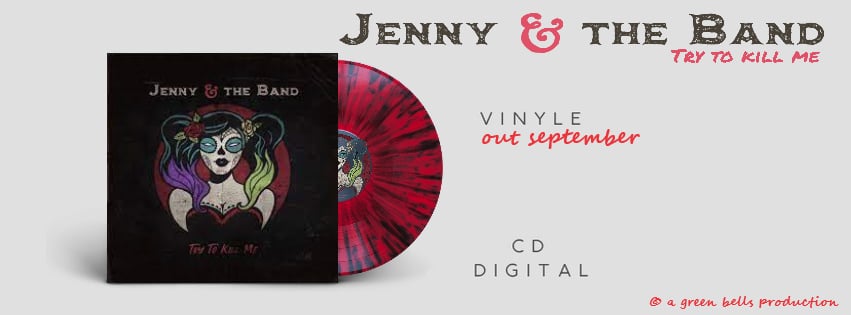 JENNY & THE BAND
TRY TO KILL ME
JENNY & THE BAND
TRY TO KILL ME
VINYLE
out september
CD
DIGITAL
© a green bells production